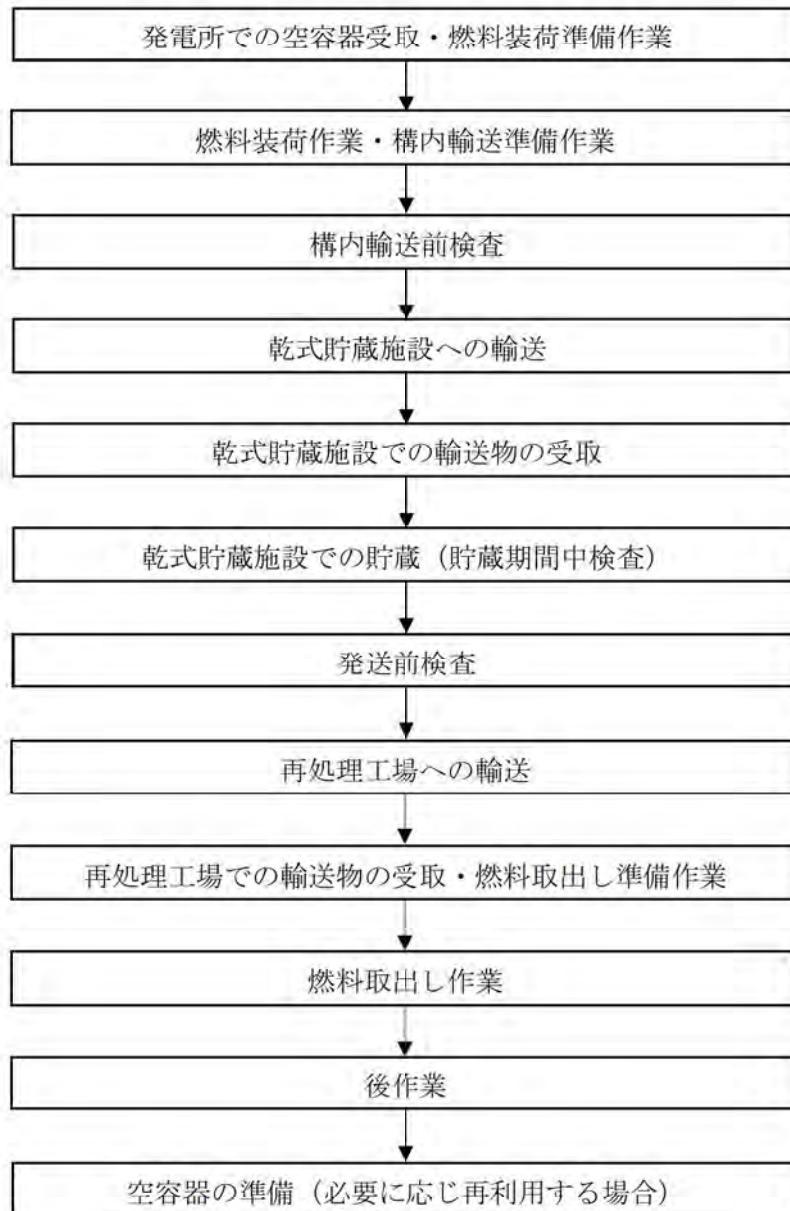 発電所での空容器受取・燃料装荷準備作業
燃料装荷作業・構内輸送準備作業
構内輸送前検査
乾式貯蔵施設への輸送
乾式貯蔵施設での輸送物の受取
乾式貯蔵施設での貯蔵（貯蔵期間中検査）
発送前検査
再処理工場への輸送
再処理工場での輸送物の受取・燃料取出し準備作業
燃料取出し作業
後作業
空容器の準備（必要に応じ再利用する場合）